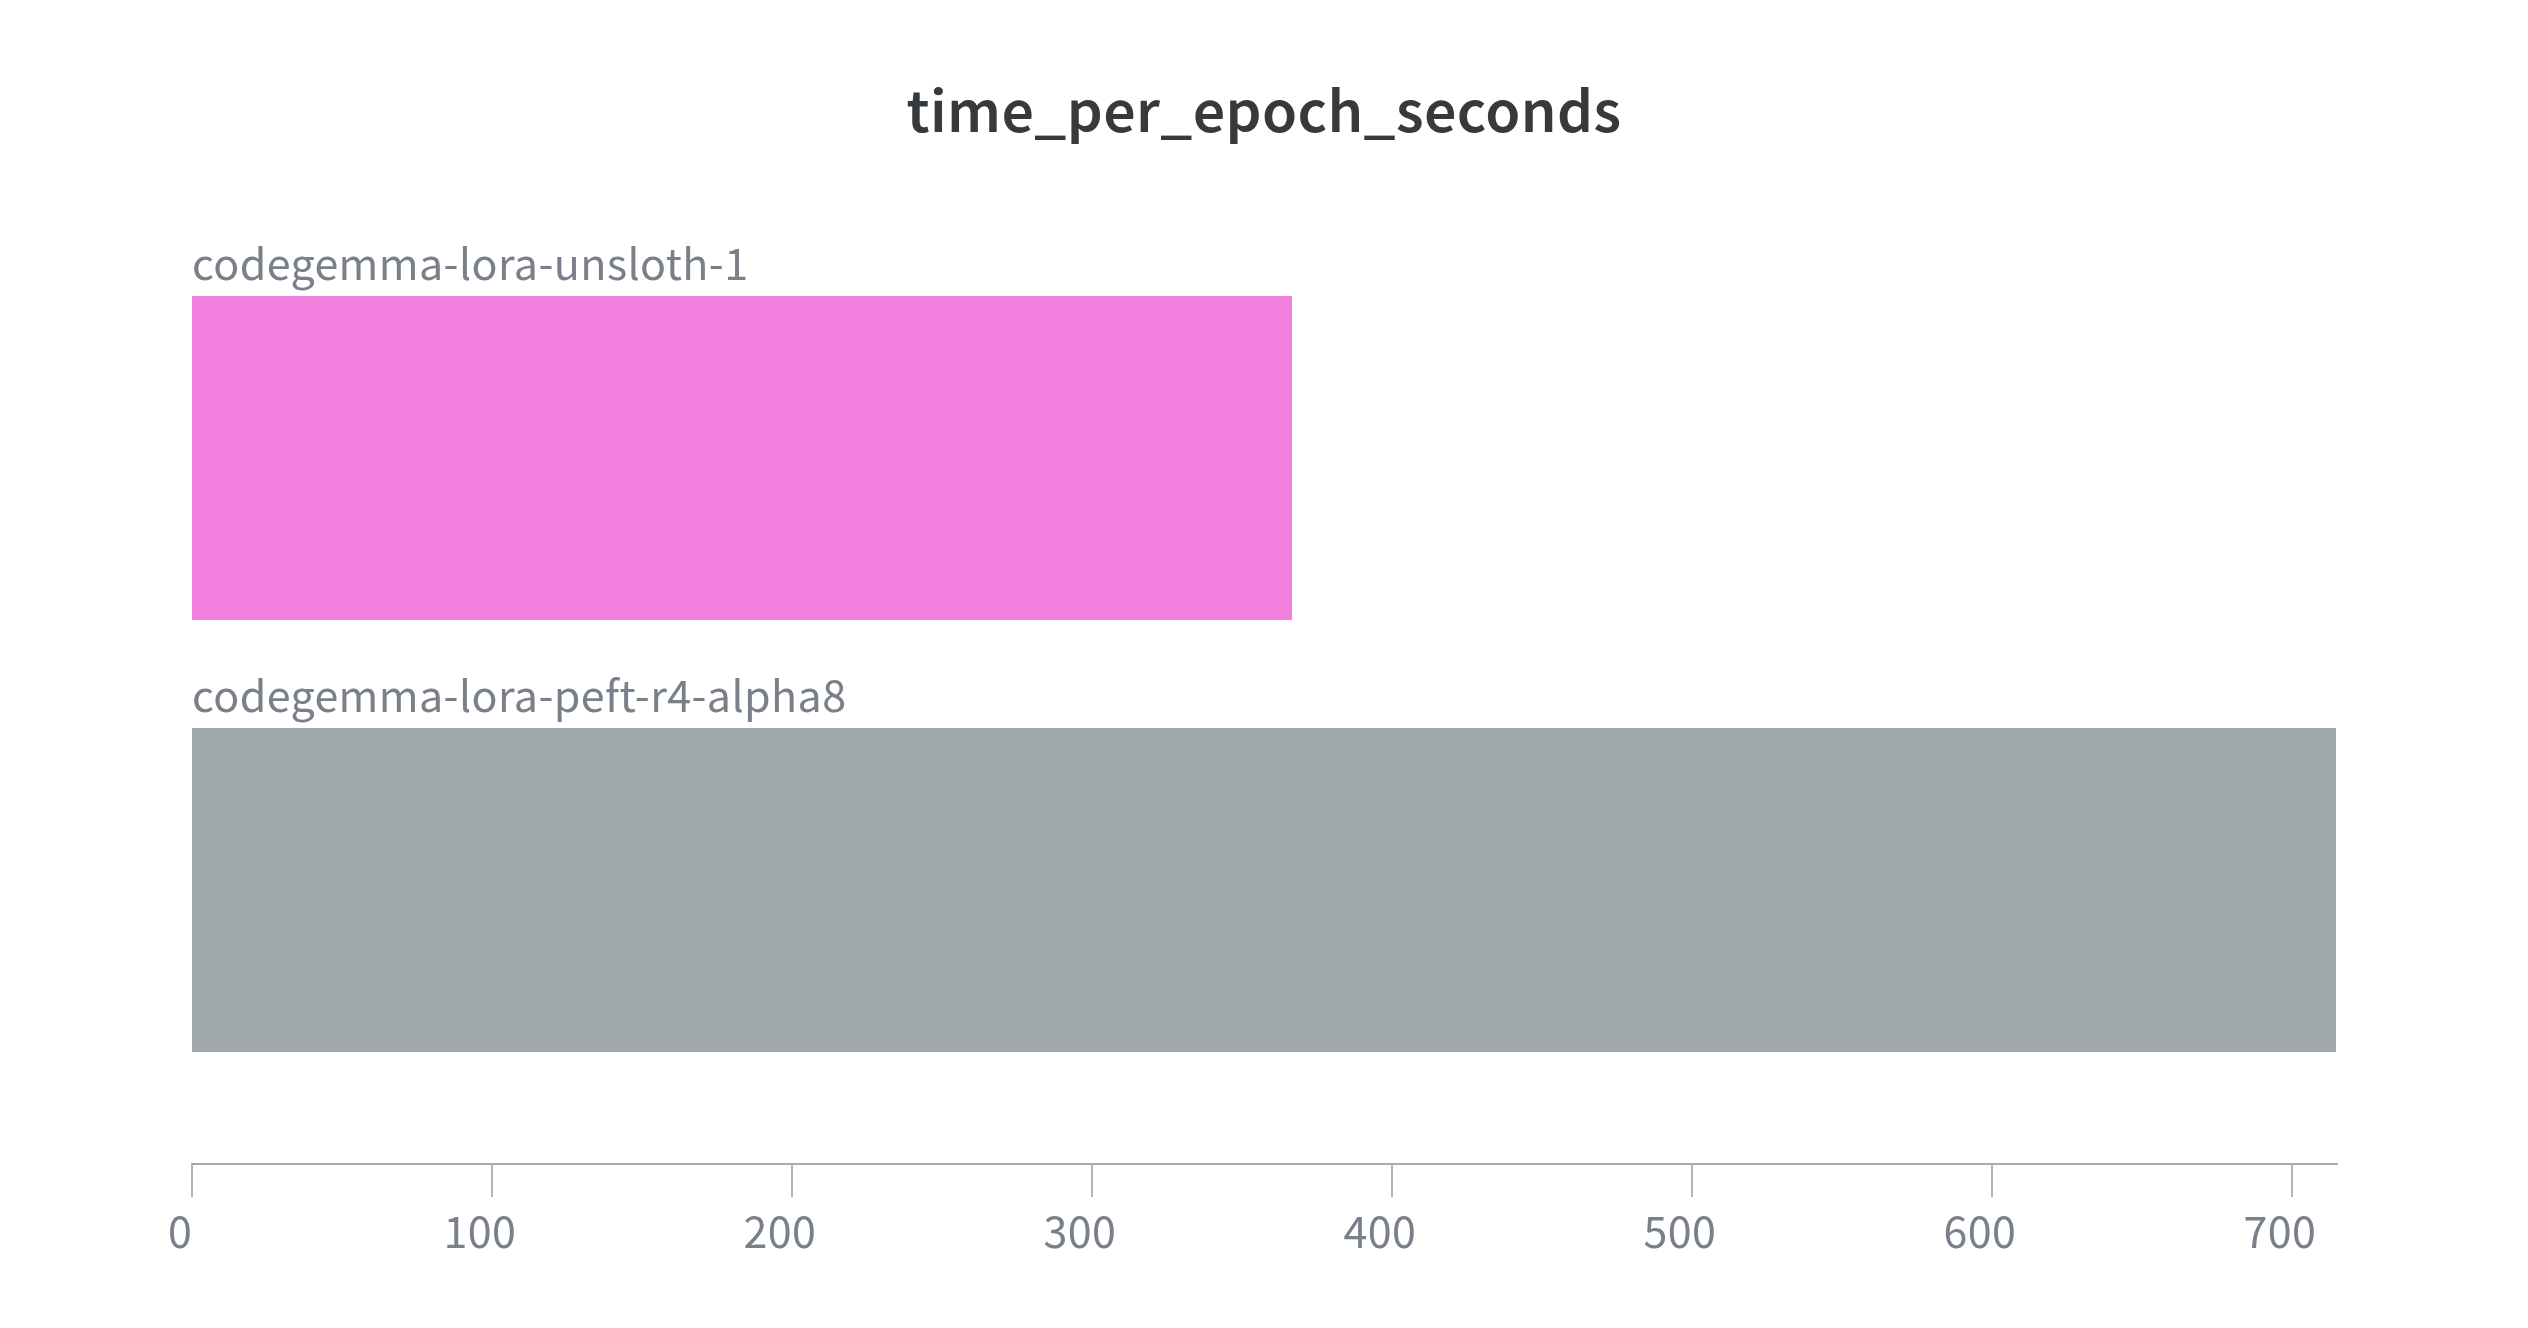 time_per_epoch_seconds
codegemma-lora-unsloth-1
codegemma-lora-peft-r4-alpha8
0 100 200 300 400 500 600 700